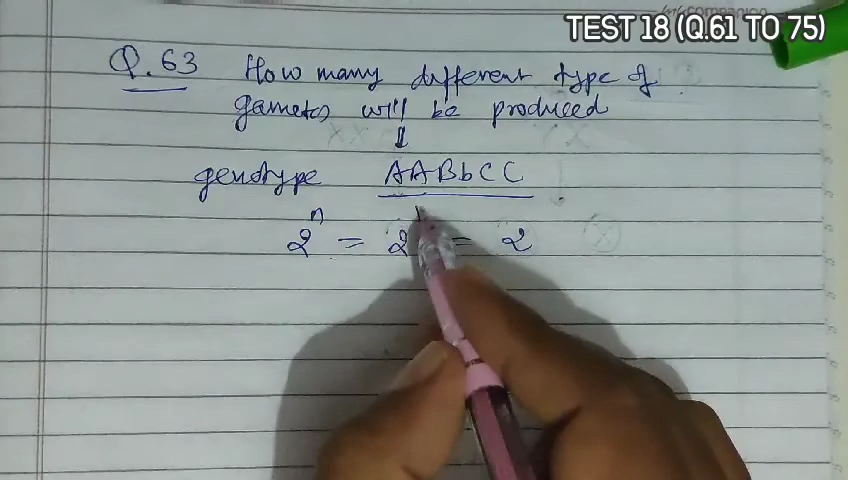 TEST 18 (Q.61 TO 75)
Q.63 How many different type of
gametes will be produced
genotype AABbCC
2^n = 2 = 2